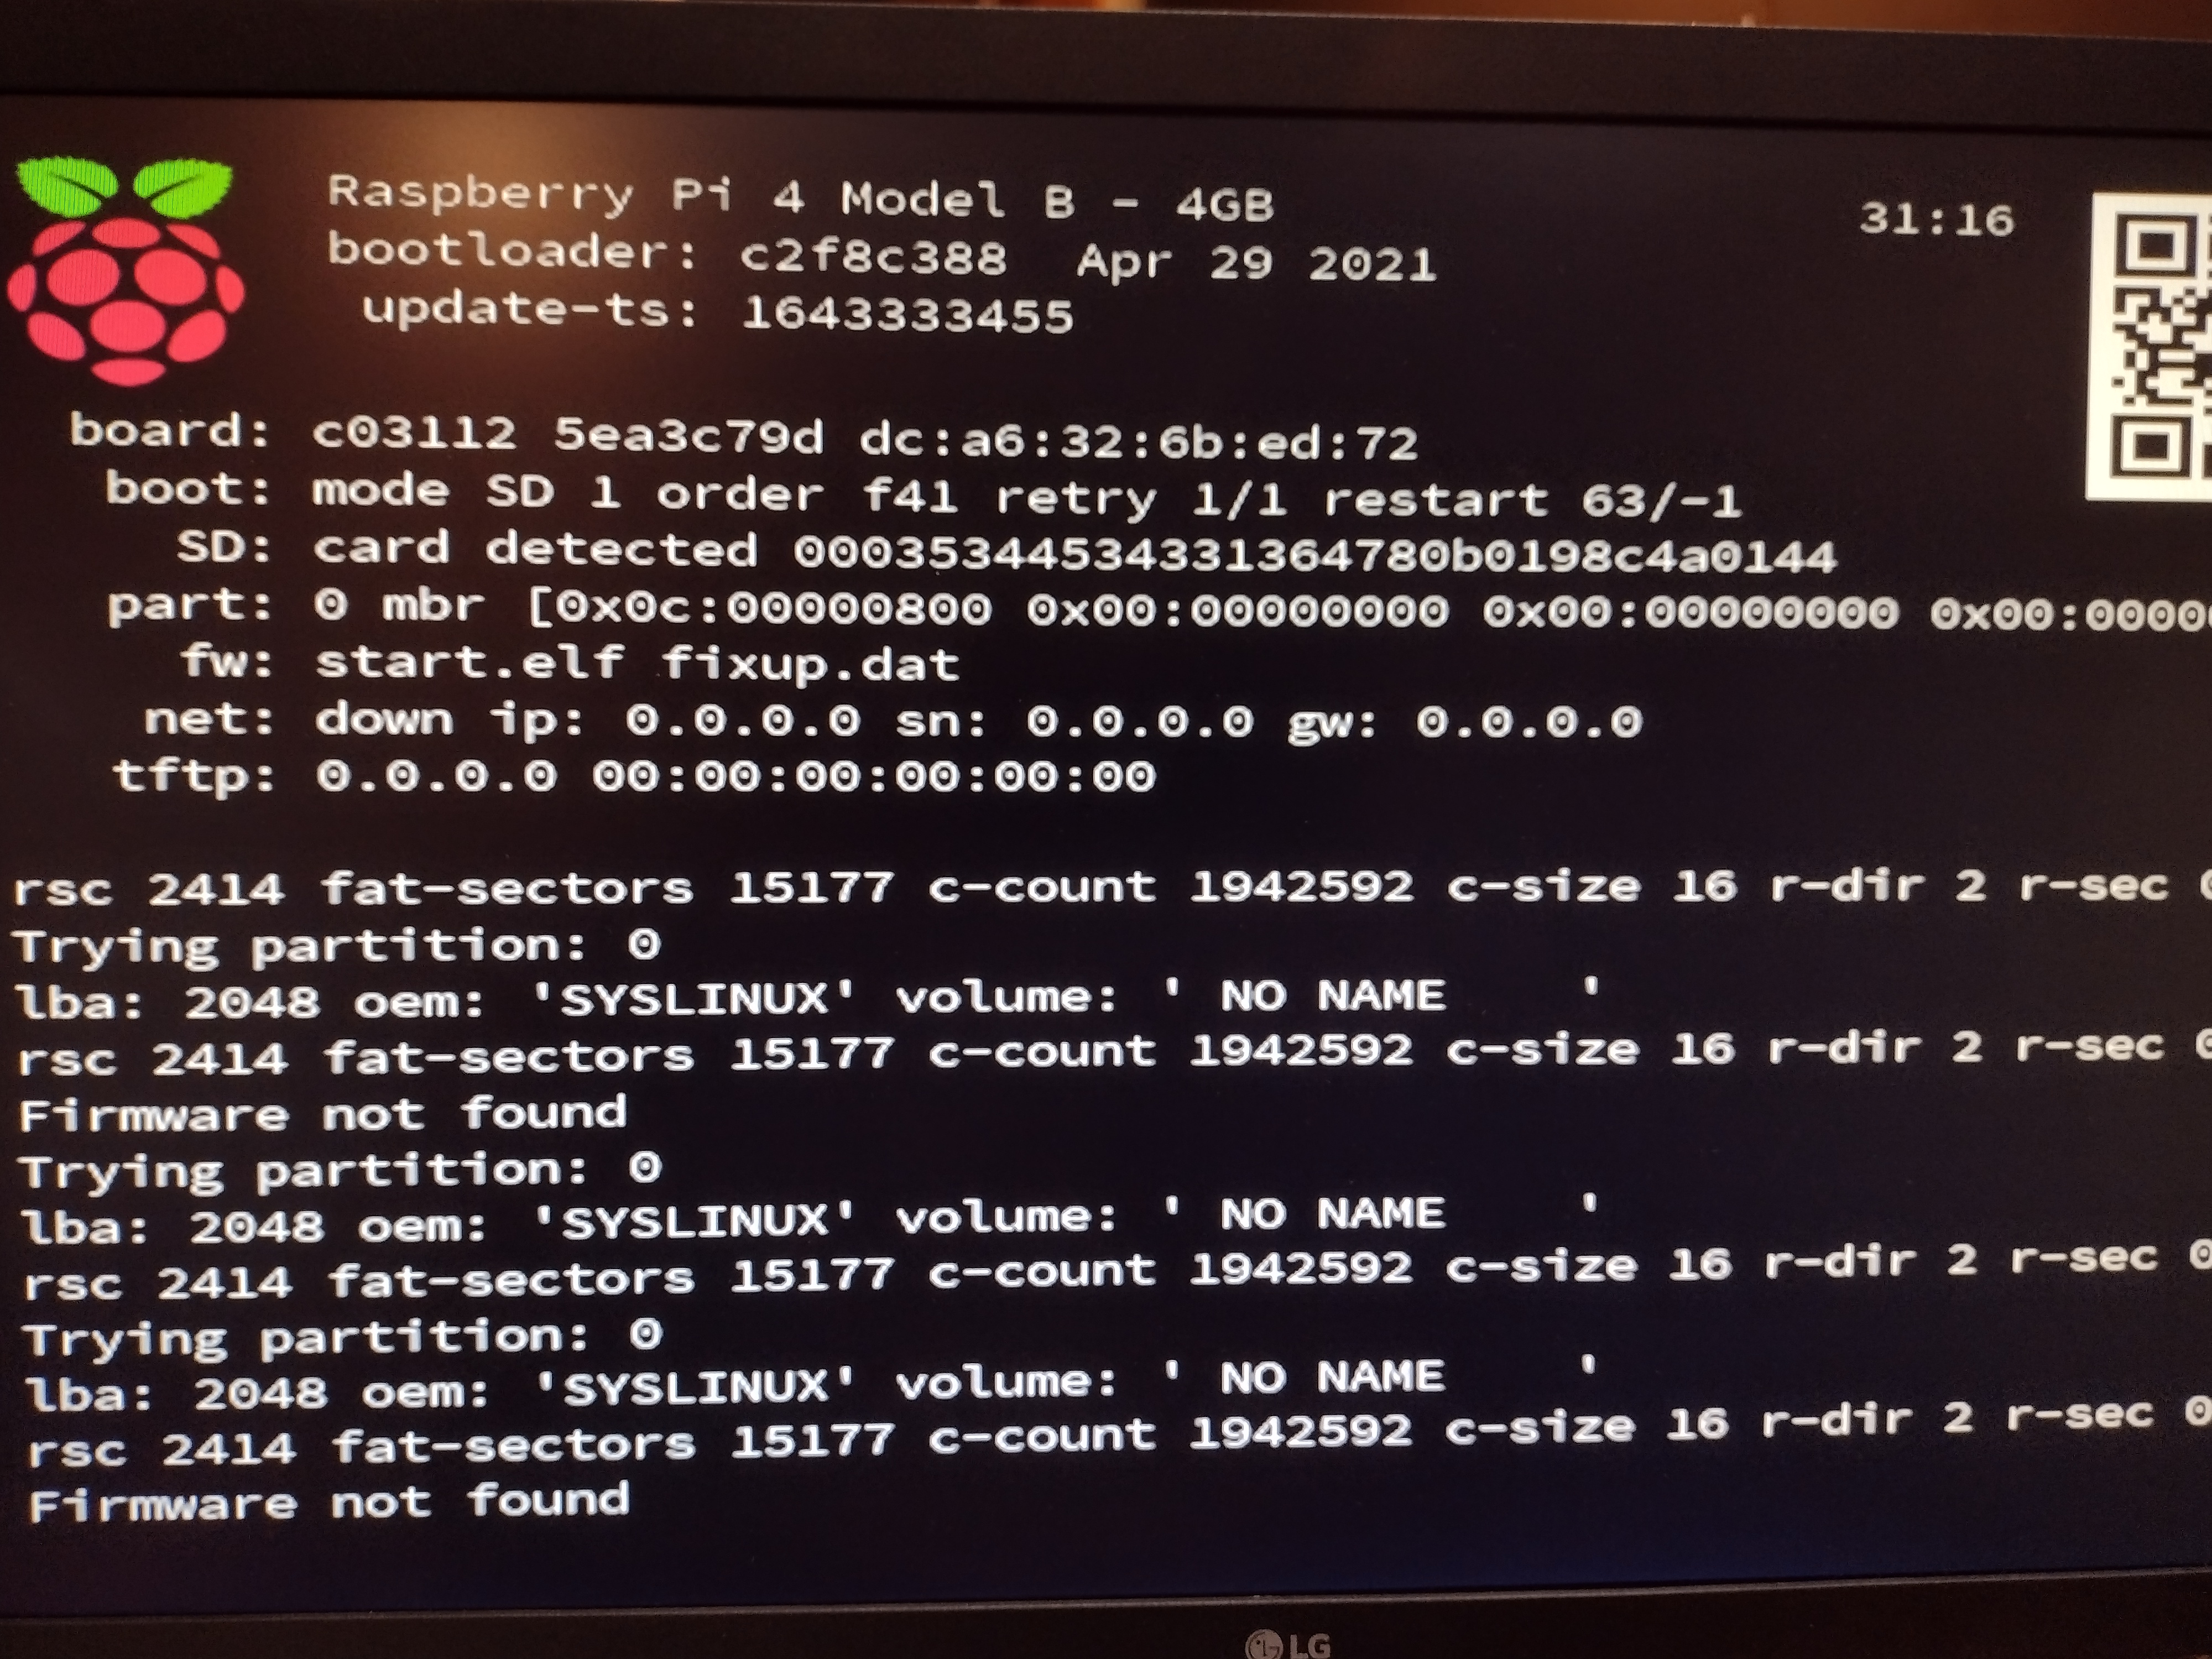 Raspberry Pi 4 Model B - 4GB
31:16
bootloader: c2f8c388 Apr 29 2021
update-ts: 1643333455
board: c03112 5ea3c79d dc:a6:32:6b:ed:72
boot: mode SD 1 order f41 retry 1/1 restart 63/-1
SD: card detected 00035344534331364780b0198c4a0144
part: 0 mbr [0x0c:00000800 0x00:00000000 0x00:00000000 0x00:0000
fw: start.elf fixup.dat
net: down ip: 0.0.0.0 sn: 0.0.0.0 gw: 0.0.0.0
tftp: 0.0.0.0 00:00:00:00:00:00
rsc 2414 fat-sectors 15177 c-count 1942592 c-size 16 r-dir 2 r-sec 0
Trying partition: 0
lba: 2048 oem: 'SYSLINUX' volume: ' NO NAME    '
rsc 2414 fat-sectors 15177 c-count 1942592 c-size 16 r-dir 2 r-sec 0
Firmware not found
Trying partition: 0
lba: 2048 oem: 'SYSLINUX' volume: ' NO NAME    '
rsc 2414 fat-sectors 15177 c-count 1942592 c-size 16 r-dir 2 r-sec 0
Trying partition: 0
lba: 2048 oem: 'SYSLINUX' volume: ' NO NAME    '
rsc 2414 fat-sectors 15177 c-count 1942592 c-size 16 r-dir 2 r-sec 0
Firmware not found
LG